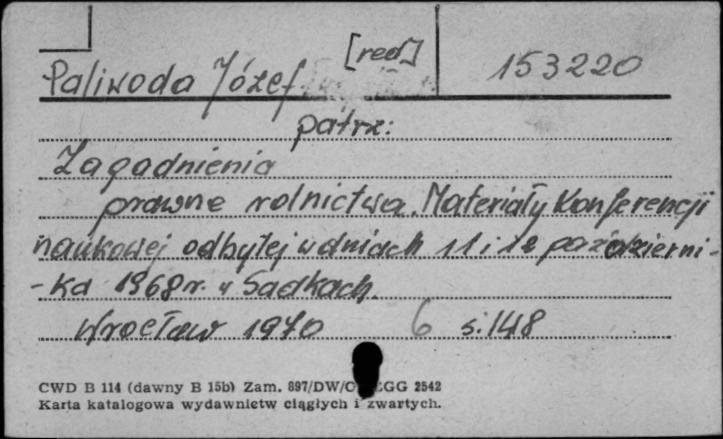 [red]
Paliwoda Józef
153220
patrz:
Zagadnienia
prawne rolnictwa. Materiały Konferencji
naukowej odbytej w dniach 11 i 12 październi-
-ka 1968 r. w Sadkach.
Wrocław 1970 6 s. 148
CWD B 114 (dawny B 15b) Zam. 897/DW/ GG 2542
Karta katalogowa wydawnictw ciągłych i zwartych.